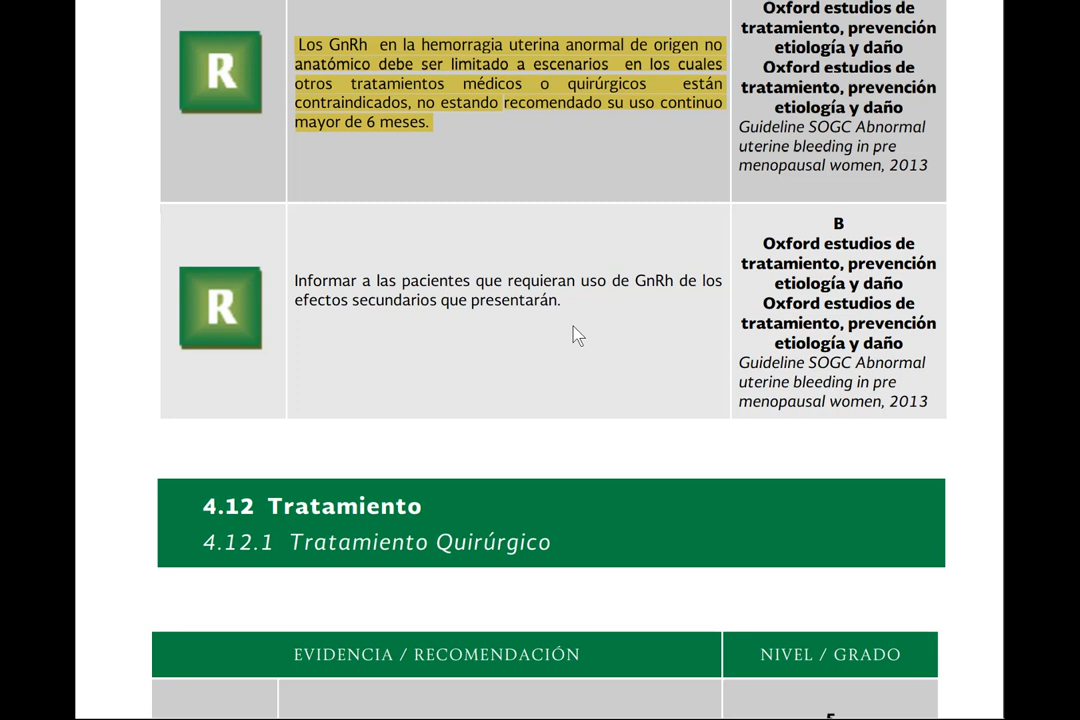 Oxford estudios de
tratamiento, prevención
etiología y daño
Oxford estudios de
tratamiento, prevención
etiología y daño
Guideline SOGC Abnormal
uterine bleeding in pre
menopausal women, 2013
R
Los GnRh en la hemorragia uterina anormal de origen no
anatómico debe ser limitado a escenarios en los cuales
otros tratamientos médicos o quirúrgicos están
contraindicados, no estando recomendado su uso continuo
mayor de 6 meses.
R
Informar a las pacientes que requieran uso de GnRh de los
efectos secundarios que presentarán.
B
Oxford estudios de
tratamiento, prevención
etiología y daño
Oxford estudios de
tratamiento, prevención
etiología y daño
Guideline SOGC Abnormal
uterine bleeding in pre
menopausal women, 2013
4.12 Tratamiento
4.12.1 Tratamiento Quirúrgico
EVIDENCIA / RECOMENDACIÓN
NIVEL / GRADO